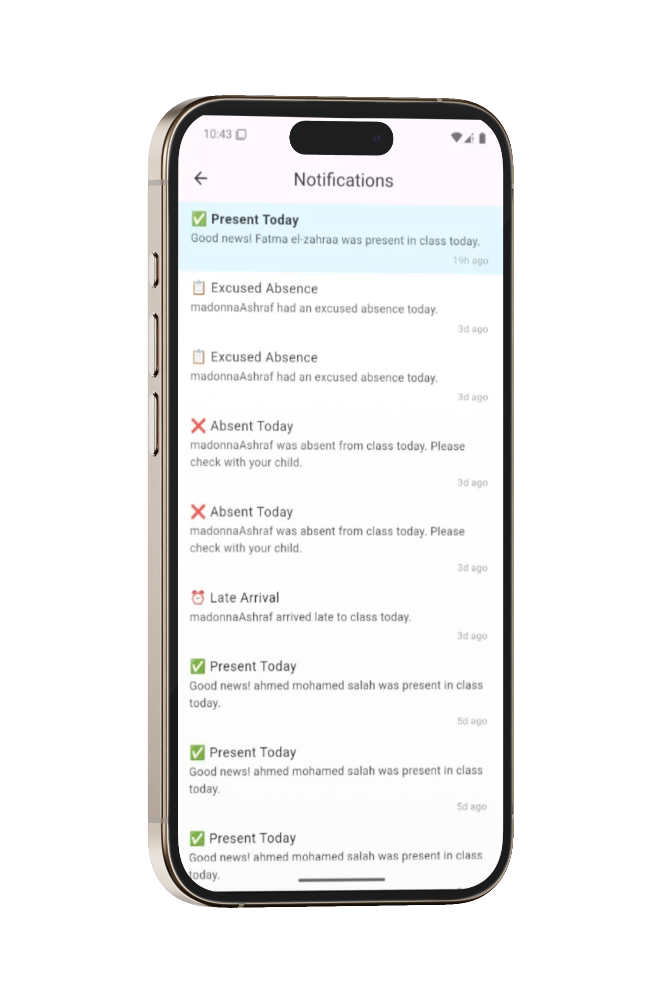 10:43
Notifications
✅ Present Today
Good news! Fatma el-zahraa was present in class today.
19h ago
📋 Excused Absence
madonnaAshraf had an excused absence today.
3d ago
📋 Excused Absence
madonnaAshraf had an excused absence today.
3d ago
❌ Absent Today
madonnaAshraf was absent from class today. Please
check with your child.
3d ago
❌ Absent Today
madonnaAshraf was absent from class today. Please
check with your child.
3d ago
⏰ Late Arrival
madonnaAshraf arrived late to class today.
3d ago
✅ Present Today
Good news! ahmed mohamed salah was present in class
today.
5d ago
✅ Present Today
Good news! ahmed mohamed salah was present in class
today.
5d ago
✅ Present Today
Good news! ahmed mohamed salah was present in class
today.